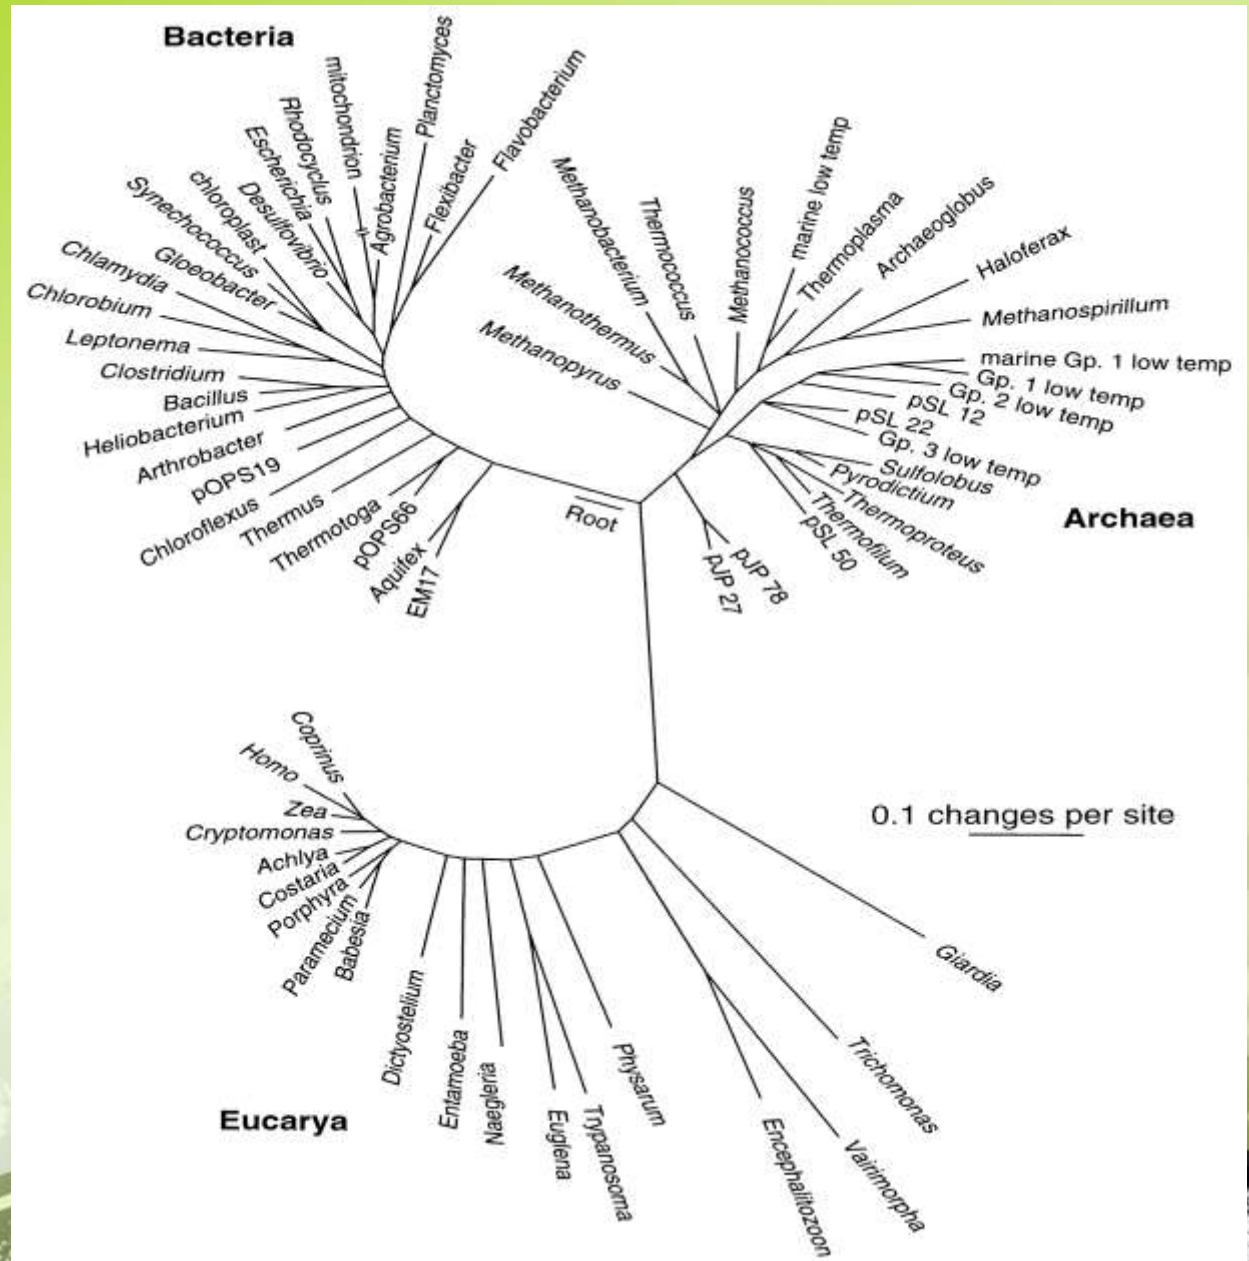 Bacteria
Planctomyces
mitochondrion
Flavobacterium
Rhodocyclus
Escherichia
Agrobacterium
Flexibacter
Desulfovibrio
chloroplast
Synechococcus
Gloeobacter
Chlamydia
Chlorobium
Leptonema
Clostridium
Bacillus
Heliobacterium
Arthrobacter
pOPS19
Chloroflexus
Thermus
Thermotoga
pOPS66
Aquifex
EM17
Root
Methanopyrus
Methanothermus
Methanobacterium
Thermococcus
Methanococcus
marine low temp
Thermoplasma
Archaeoglobus
Haloferax
Methanospirillum
marine Gp. 1 low temp
Gp. 1 low temp
Gp. 2 low temp
pSL 12
pSL 22
Gp. 3 low temp
Sulfolobus
Pyrodictium
Thermoproteus
Thermofilum
pSL 50
pJP 78
pJP 27
Archaea
Coprinus
Homo
Zea
Cryptomonas
Achlya
Costaria
Porphyra
Paramecium
Babesia
Dictyostelium
Entamoeba
Naegleria
Euglena
Trypanosoma
Physarum
Encephalitozoon
Vairimorpha
Trichomonas
Giardia
0.1 changes per site
Eucarya